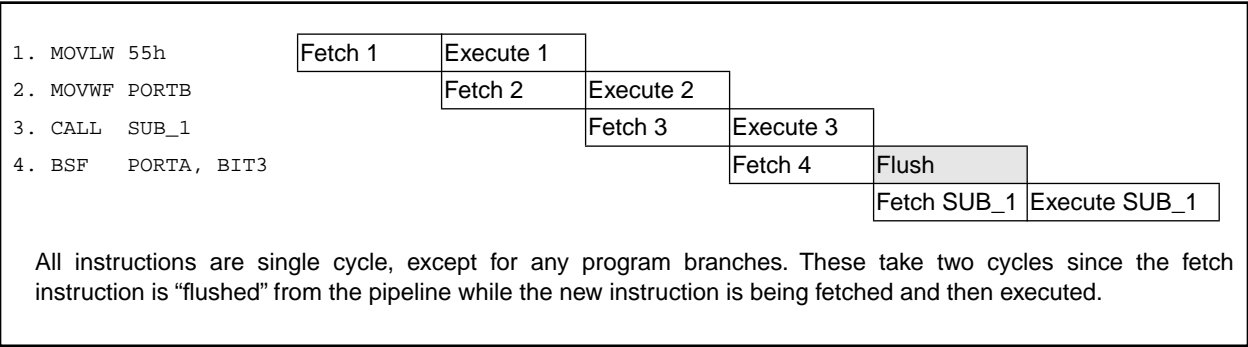 1. MOVLW 55h Fetch 1 Execute 1
2. MOVWF PORTB Fetch 2 Execute 2
3. CALL SUB_1 Fetch 3 Execute 3
4. BSF PORTA, BIT3 Fetch 4 Flush
Fetch SUB_1 Execute SUB_1
All instructions are single cycle, except for any program branches. These take two cycles since the fetch
instruction is “flushed” from the pipeline while the new instruction is being fetched and then executed.